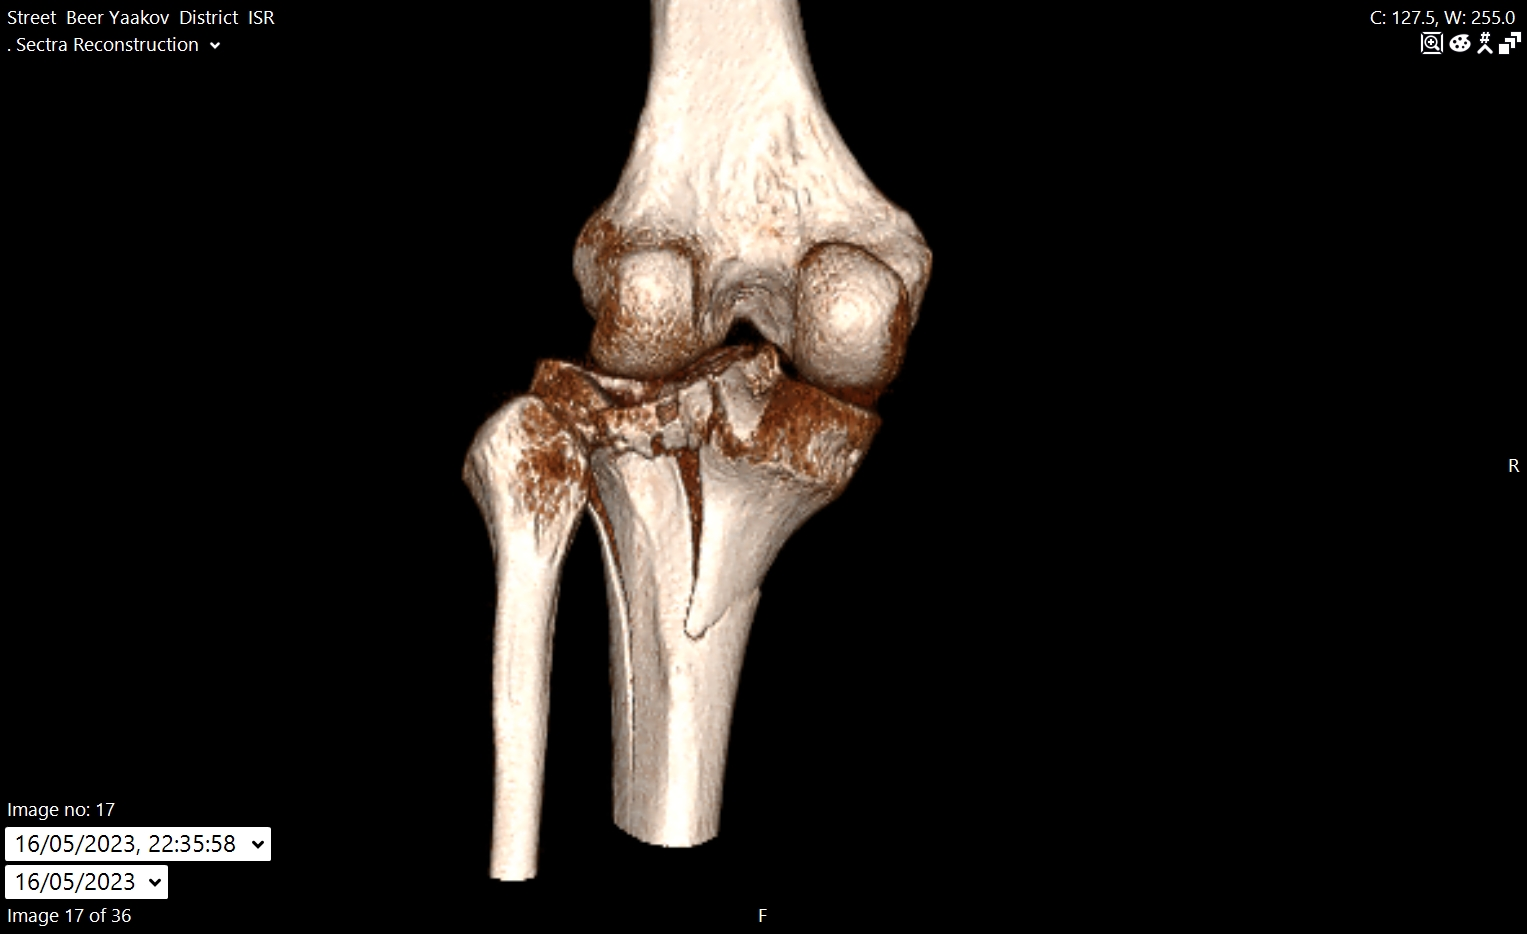 Street Beer Yaakov District ISR
. Sectra Reconstruction
C: 127.5, W: 255.0
R
Image no: 17
16/05/2023, 22:35:58
16/05/2023
Image 17 of 36
F